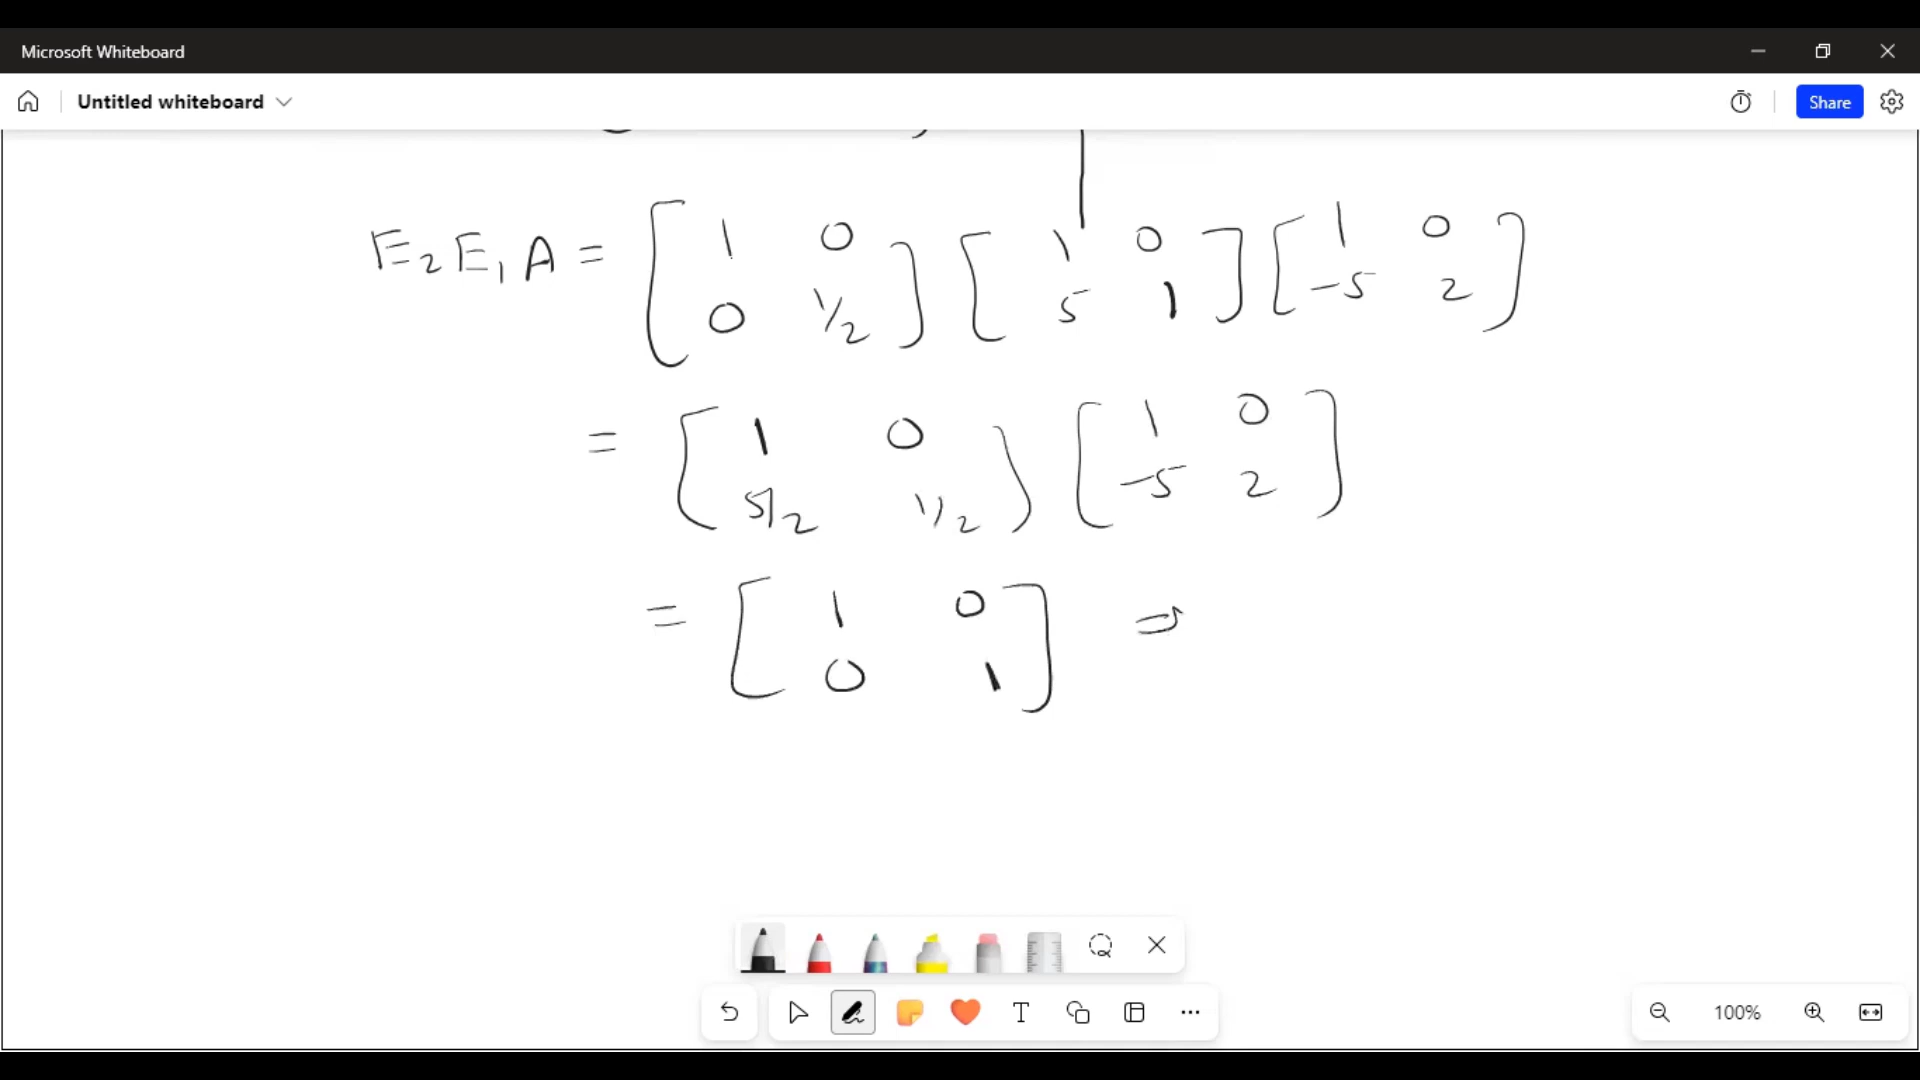 Microsoft Whiteboard
Untitled whiteboard Share
E₂E₁A = [1 0 [1 0 [1 0
0 1/2] 5 1] -5 2]
= [1 0 [1 0
5/2 1/2] -5 2]
= [1 0 ⇒
0 1]
T
100%